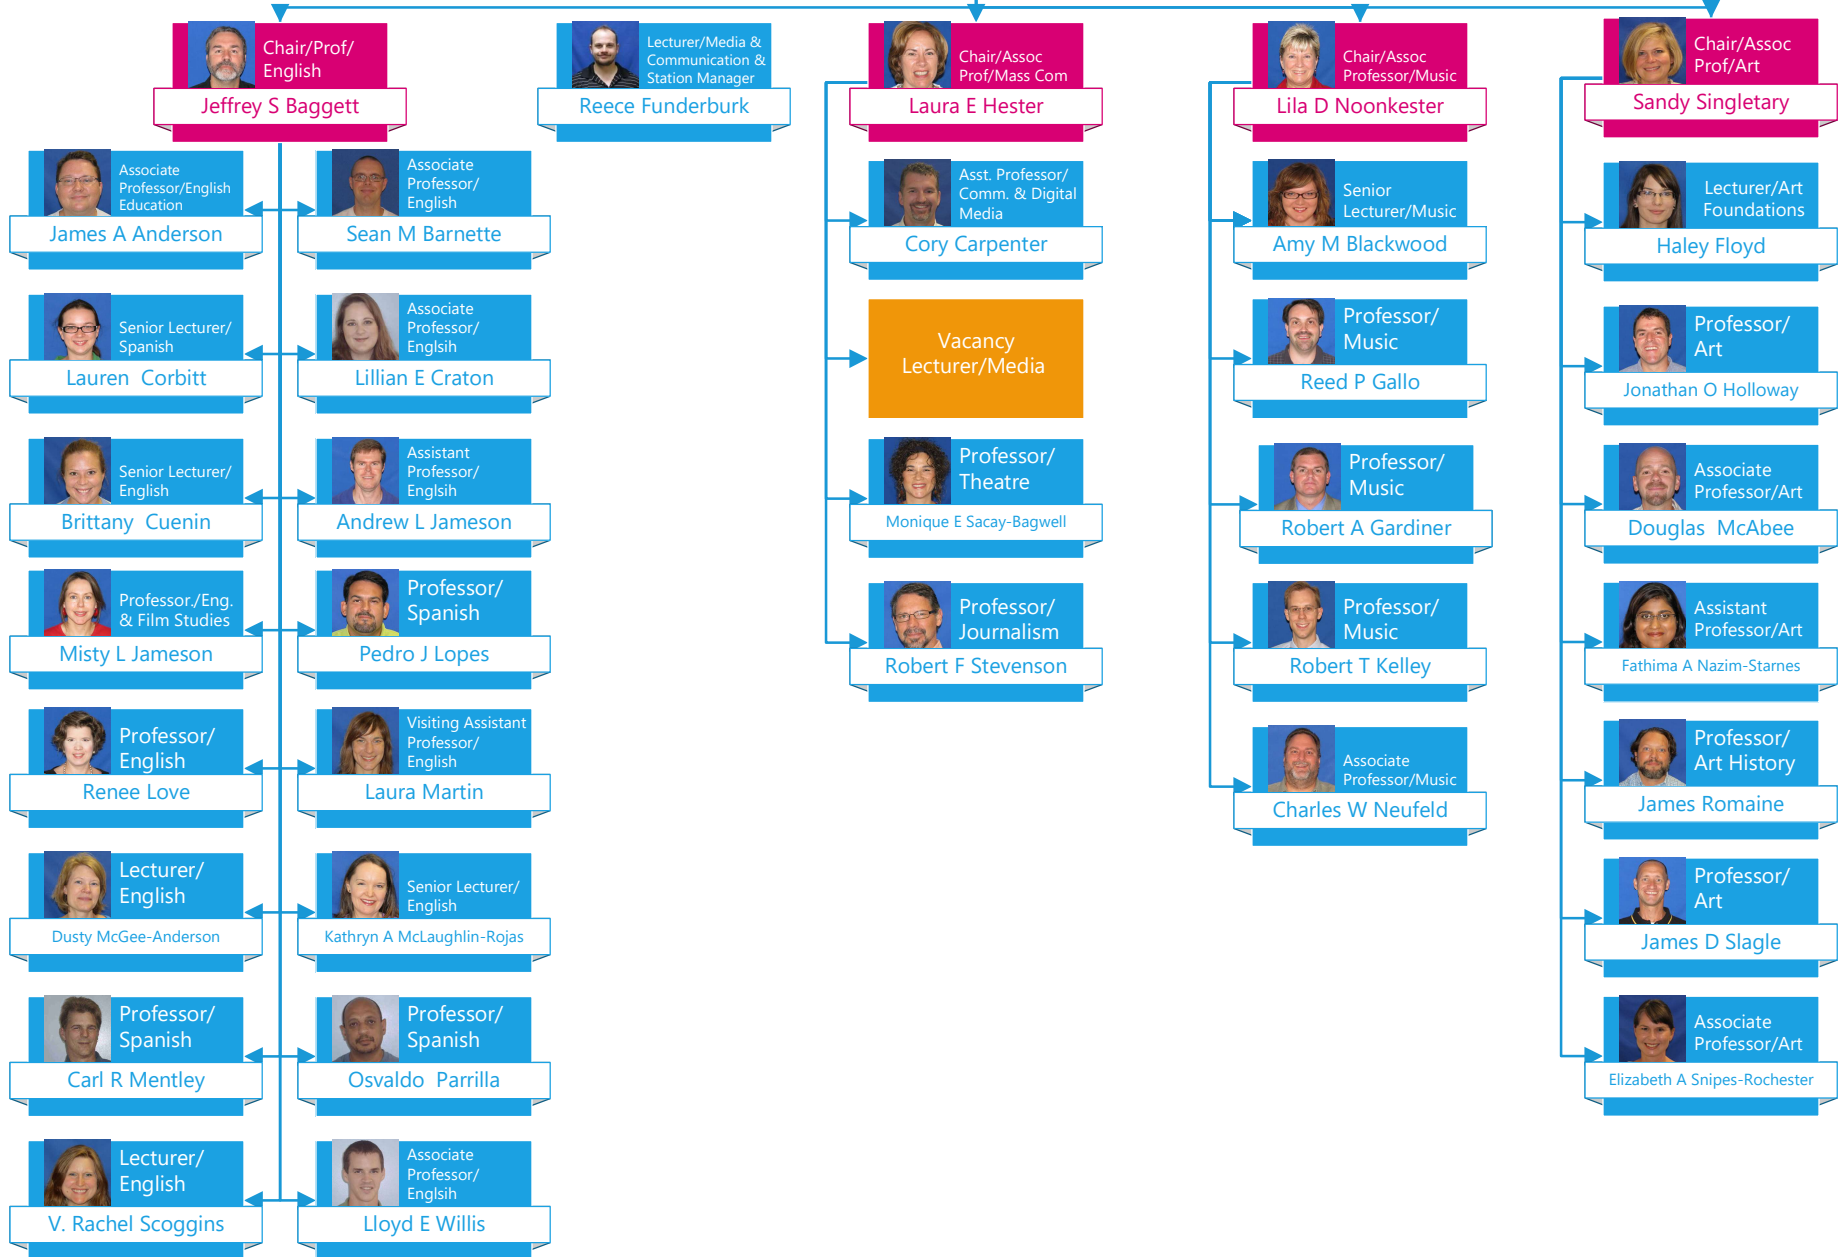 Chair/Prof/
English
Jeffrey S Baggett
Lecturer/Media &
Communication &
Station Manager
Reece Funderburk
Chair/Assoc
Prof/Mass Com
Laura E Hester
Chair/Assoc
Professor/Music
Lila D Noonkester
Chair/Assoc
Prof/Art
Sandy Singletary
Associate
Professor/English
Education
James A Anderson
Associate
Professor/
English
Sean M Barnette
Senior Lecturer/
Spanish
Lauren  Corbitt
Associate
Professor/
Englsih
Lillian E Craton
Senior Lecturer/
English
Brittany  Cuenin
Assistant
Professor/
Englsih
Andrew L Jameson
Professor./Eng.
& Film Studies
Misty L Jameson
Professor/
Spanish
Pedro J Lopes
Professor/
English
Renee Love
Visiting Assistant
Professor/
English
Laura Martin
Lecturer/
English
Dusty McGee-Anderson
Senior Lecturer/
English
Kathryn A McLaughlin-Rojas
Professor/
Spanish
Carl R Mentley
Professor/
Spanish
Osvaldo  Parrilla
Lecturer/
English
V. Rachel Scoggins
Associate
Professor/
Englsih
Lloyd E Willis
Asst. Professor/
Comm. & Digital
Media
Cory Carpenter
Vacancy
Lecturer/Media
Professor/
Theatre
Monique E Sacay-Bagwell
Professor/
Journalism
Robert F Stevenson
Senior
Lecturer/Music
Amy M Blackwood
Professor/
Music
Reed P Gallo
Professor/
Music
Robert A Gardiner
Professor/
Music
Robert T Kelley
Associate
Professor/Music
Charles W Neufeld
Lecturer/Art
Foundations
Haley Floyd
Professor/
Art
Jonathan O Holloway
Associate
Professor/Art
Douglas  McAbee
Assistant
Professor/Art
Fathima A Nazim-Starnes
Professor/
Art History
James Romaine
Professor/
Art
James D Slagle
Associate
Professor/Art
Elizabeth A Snipes-Rochester